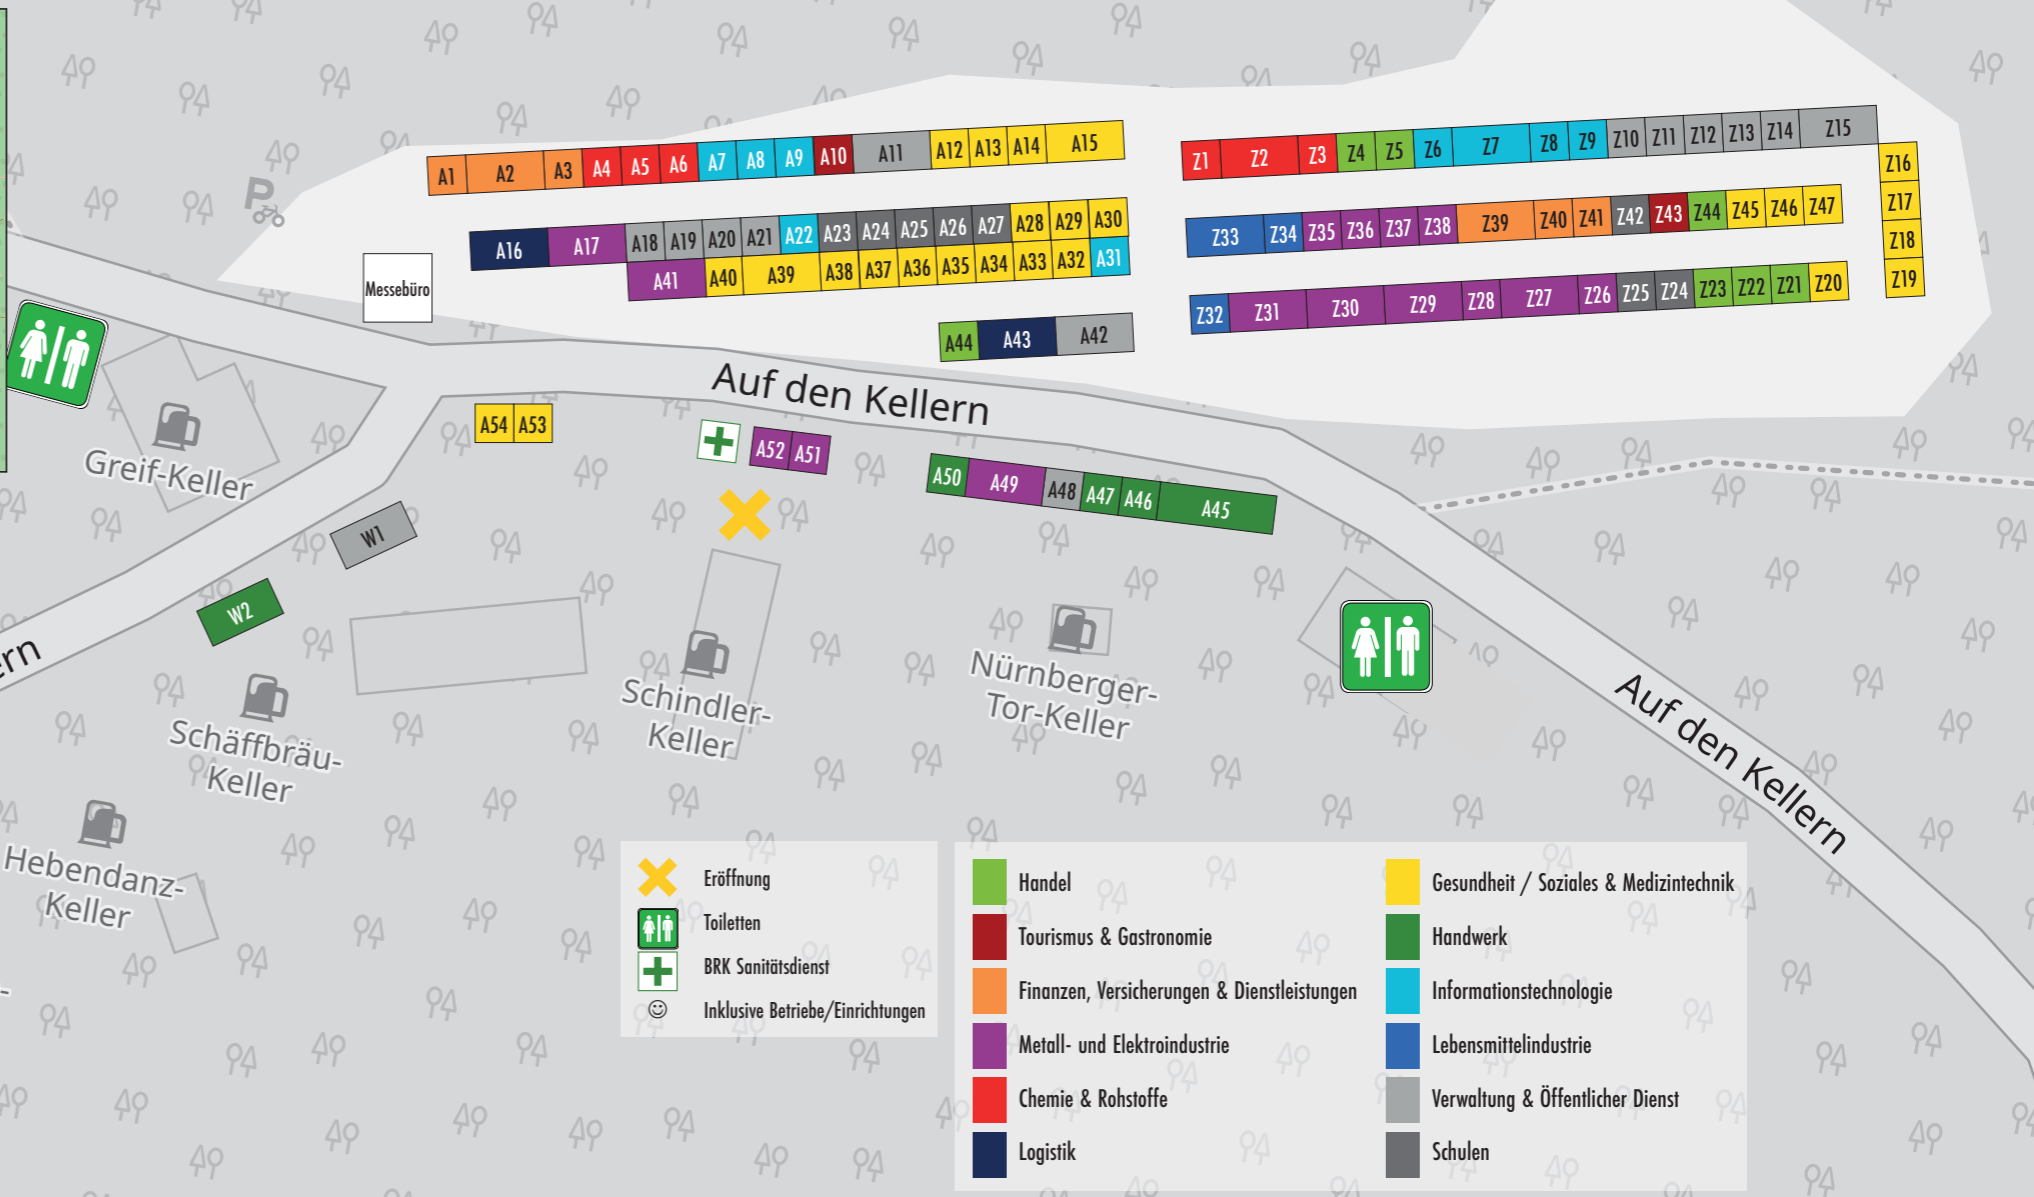 A1 A2 A3 A4 A5 A6 A7 A8 A9 A10 A11 A12 A13 A14 A15
Z1 Z2 Z3 Z4 Z5 Z6 Z7 Z8 Z9 Z10 Z11 Z12 Z13 Z14 Z15
Z16
Z17
Z18
Z19
P
A16 A17 A18 A19 A20 A21 A22 A23 A24 A25 A26 A27 A28 A29 A30
Z33 Z34 Z35 Z36 Z37 Z38 Z39 Z40 Z41 Z42 Z43 Z44 Z45 Z46 Z47
A41 A40 A39 A38 A37 A36 A35 A34 A33 A32 A31
Z32 Z31 Z30 Z29 Z28 Z27 Z26 Z25 Z24 Z23 Z22 Z21 Z20
Messebüro
A44 A43 A42
Auf den Kellern
A54 A53
A52 A51
A50 A49 A48 A47 A46 A45
Greif-Keller
W1
W2
ern
Schäffbräu-
Keller
Schindler-
Keller
Nürnberger-
Tor-Keller
Auf den Kellern
Hebendanz-
Keller
Eröffnung
Toiletten
BRK Sanitätsdienst
Inklusive Betriebe/Einrichtungen
Handel
Tourismus & Gastronomie
Finanzen, Versicherungen & Dienstleistungen
Metall- und Elektroindustrie
Chemie & Rohstoffe
Logistik
Gesundheit / Soziales & Medizintechnik
Handwerk
Informationstechnologie
Lebensmittelindustrie
Verwaltung & Öffentlicher Dienst
Schulen